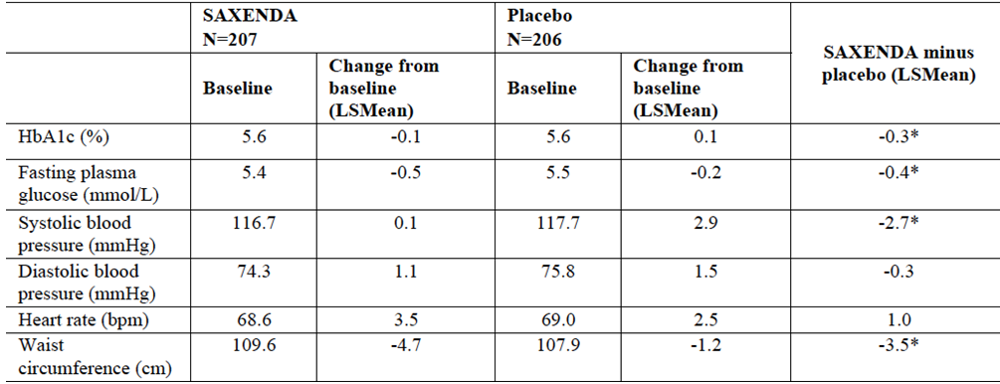 SAXENDA
N=207
Placebo
N=206
SAXENDA minus
placebo (LSMean)
Baseline
Change from
baseline
(LSMean)
Baseline
Change from
baseline
(LSMean)
HbA1c (%) 5.6 -0.1 5.6 0.1 -0.3*
Fasting plasma
glucose (mmol/L) 5.4 -0.5 5.5 -0.2 -0.4*
Systolic blood
pressure (mmHg) 116.7 0.1 117.7 2.9 -2.7*
Diastolic blood
pressure (mmHg) 74.3 1.1 75.8 1.5 -0.3
Heart rate (bpm) 68.6 3.5 69.0 2.5 1.0
Waist
circumference (cm) 109.6 -4.7 107.9 -1.2 -3.5*